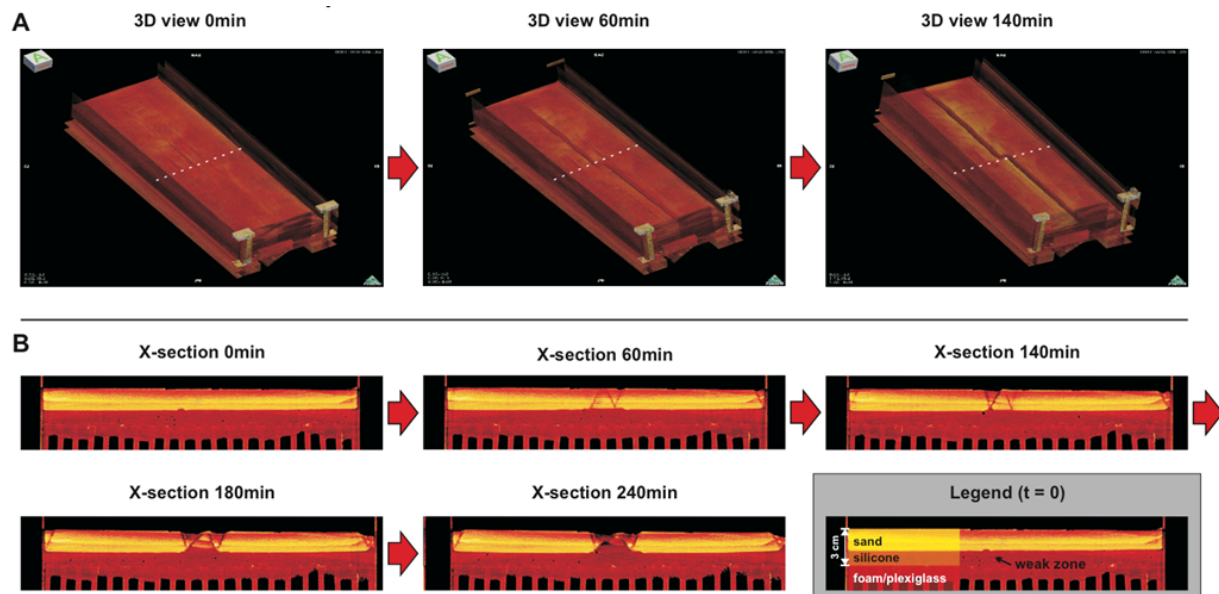 A
3D view 0min
3D view 60min
3D view 140min
B
X-section 0min
X-section 60min
X-section 140min
X-section 180min
X-section 240min
Legend (t = 0)
3 cm
sand
silicone
weak zone
foam/plexiglass